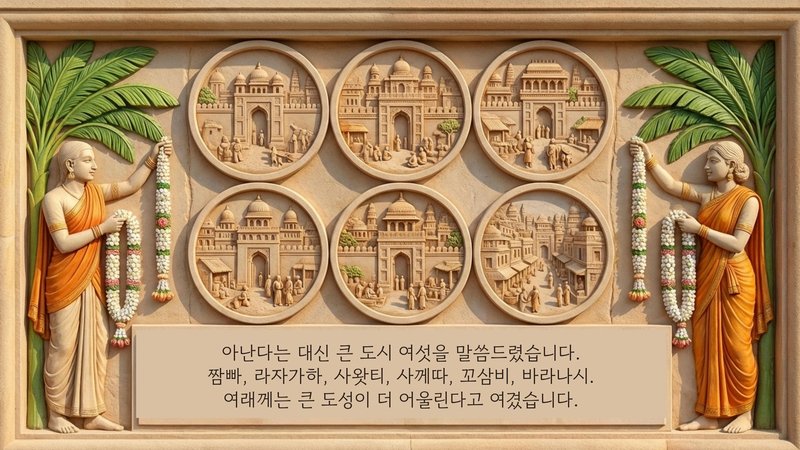 아난다는 대신 큰 도시 여섯을 말씀드렸습니다.
짬빠, 라자가하, 사왓티, 사께따, 꼬삼비, 바라나시.
여래께는 큰 도성이 더 어울린다고 여겼습니다.